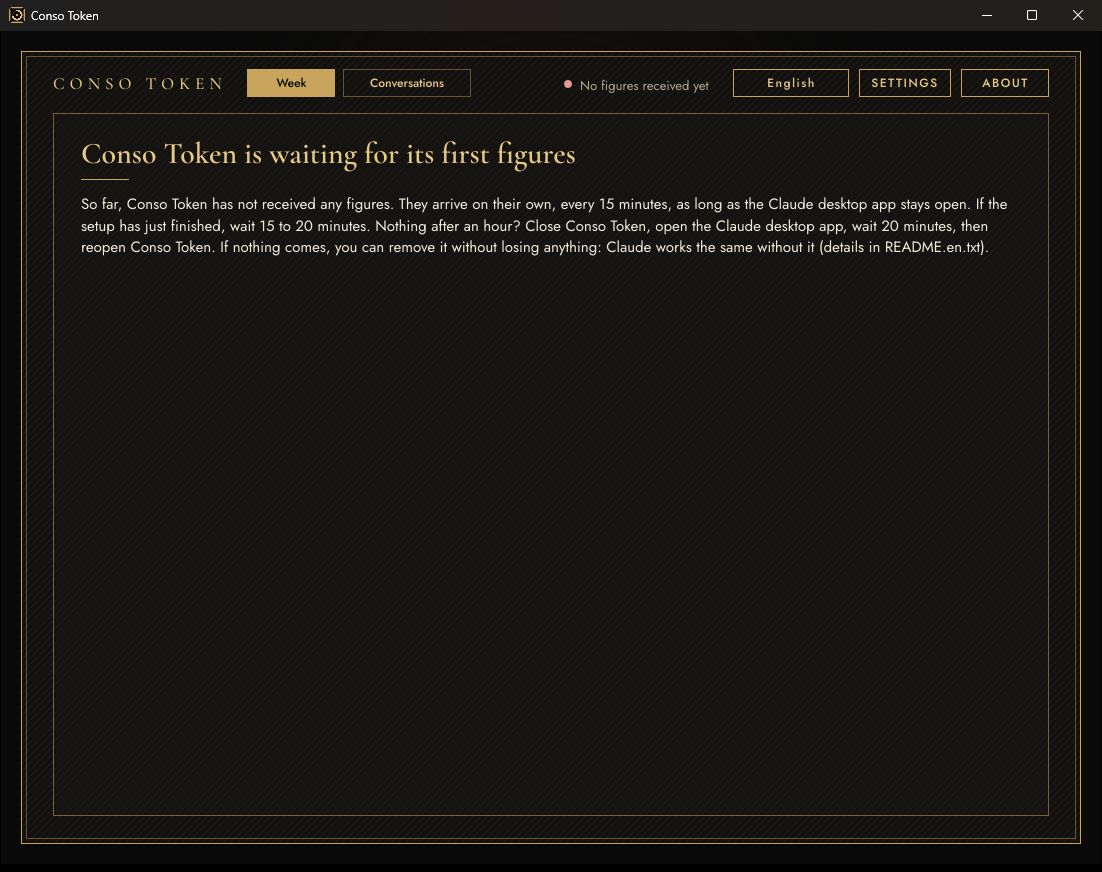 Conso Token
CONSO TOKEN
Week
Conversations
No figures received yet
English
SETTINGS
ABOUT
Conso Token is waiting for its first figures
So far, Conso Token has not received any figures. They arrive on their own, every 15 minutes, as long as the Claude desktop app stays open. If the
setup has just finished, wait 15 to 20 minutes. Nothing after an hour? Close Conso Token, open the Claude desktop app, wait 20 minutes, then
reopen Conso Token. If nothing comes, you can remove it without losing anything: Claude works the same without it (details in README.en.txt).